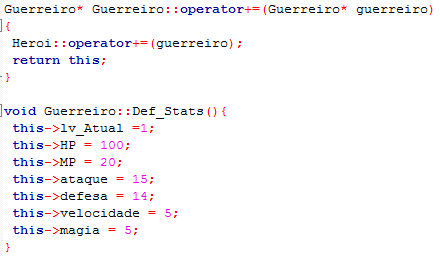 Guerreiro* Guerreiro::operator+=(Guerreiro* guerreiro)
{
Heroi::operator+=(guerreiro);
return this;
}
void Guerreiro::Def_Stats(){
this->lv_Atual =1;
this->HP = 100;
this->MP = 20;
this->ataque = 15;
this->defesa = 14;
this->velocidade = 5;
this->magia = 5;
}